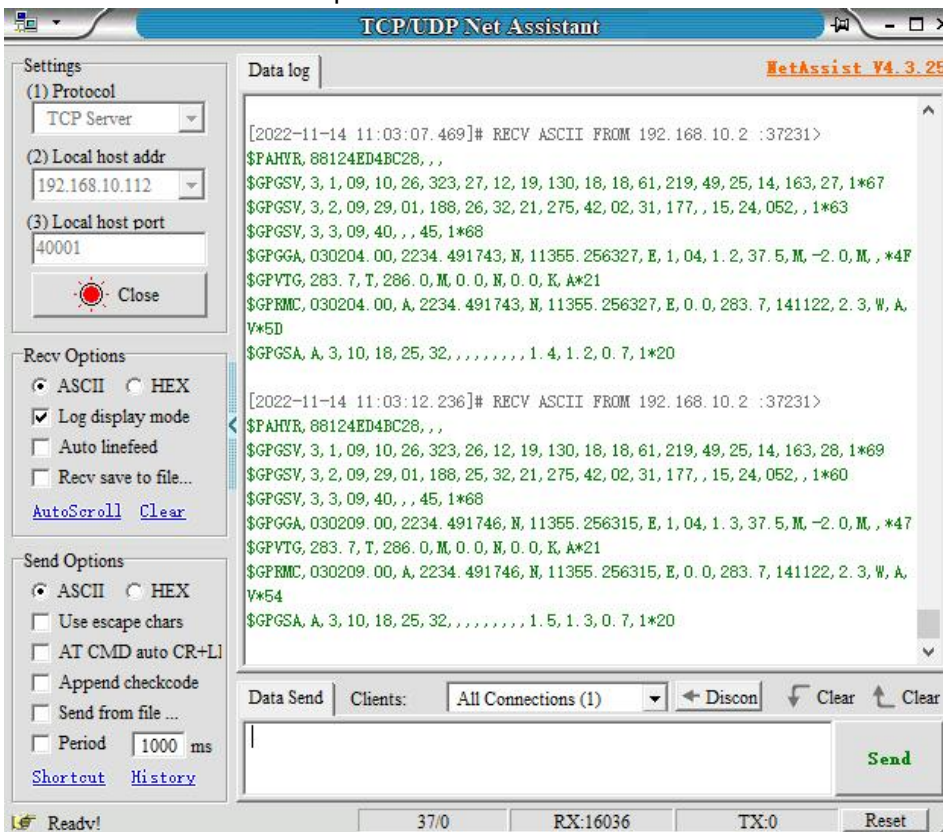 TCP/UDP Net Assistant
Settings
(1) Protocol
TCP Server
(2) Local host addr
192.168.10.112
(3) Local host port
40001
Close
Recv Options
ASCII HEX
Log display mode
Auto linefeed
Recv save to file...
AutoScroll Clear
Send Options
ASCII HEX
Use escape chars
AT CMD auto CR+LI
Append checkcode
Send from file ...
Period 1000 ms
Shortcut History
Data log
NetAssist V4.3.25
[2022-11-14 11:03:07.469]# RECV ASCII FROM 192.168.10.2 :37231>
$PAHYR,88124ED4BC28,,,
$GPGSV,3,1,09,10,26,323,27,12,19,130,18,18,61,219,49,25,14,163,27,1*67
$GPGSV,3,2,09,29,01,188,26,32,21,275,42,02,31,177,,15,24,052,,1*63
$GPGSV,3,3,09,40,,,45,1*68
$GPGGA,030204.00,2234.491743,N,11355.256327,E,1,04,1.2,37.5,M,-2.0,M,,*4F
$GPVTG,283.7,T,286.0,M,0.0,N,0.0,K,A*21
$GPRMC,030204.00,A,2234.491743,N,11355.256327,E,0.0,283.7,141122,2.3,W,A,
V*5D
$GPGSA,A,3,10,18,25,32,,,,,,,,,1.4,1.2,0.7,1*20
[2022-11-14 11:03:12.236]# RECV ASCII FROM 192.168.10.2 :37231>
$PAHYR,88124ED4BC28,,,
$GPGSV,3,1,09,10,26,323,26,12,19,130,18,18,61,219,49,25,14,163,28,1*69
$GPGSV,3,2,09,29,01,188,25,32,21,275,42,02,31,177,,15,24,052,,1*60
$GPGSV,3,3,09,40,,,45,1*68
$GPGGA,030209.00,2234.491746,N,11355.256315,E,1,04,1.3,37.5,M,-2.0,M,,*47
$GPVTG,283.7,T,286.0,M,0.0,N,0.0,K,A*21
$GPRMC,030209.00,A,2234.491746,N,11355.256315,E,0.0,283.7,141122,2.3,W,A,
V*54
$GPGSA,A,3,10,18,25,32,,,,,,,,,1.5,1.3,0.7,1*20
Data Send Clients: All Connections (1) Discon Clear Clear
Send
Ready! 37/0 RX:16036 TX:0 Reset